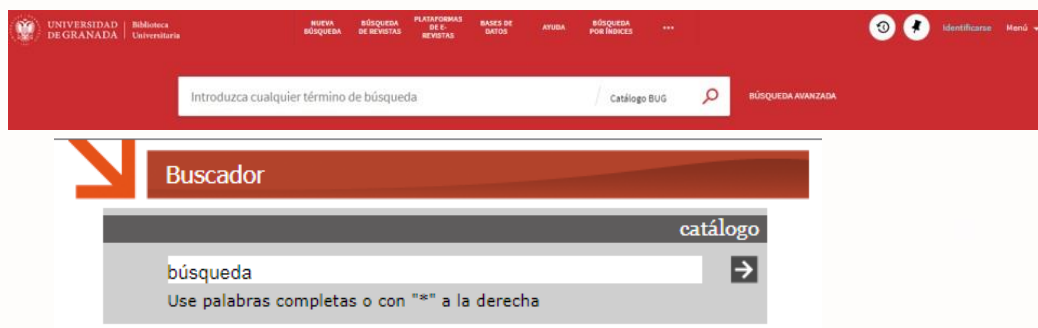 UNIVERSIDAD DE GRANADA
Biblioteca Universitaria
NUEVA BÚSQUEDA
BÚSQUEDA DE REVISTAS
PLATAFORMAS DE E-REVISTAS
BASES DE DATOS
AYUDA
BÚSQUEDA POR ÍNDICES
...
Identificarse
Menú
Introduzca cualquier término de búsqueda
Catálogo BUG
BÚSQUEDA AVANZADA
Buscador
catálogo
búsqueda
Use palabras completas o con "*" a la derecha